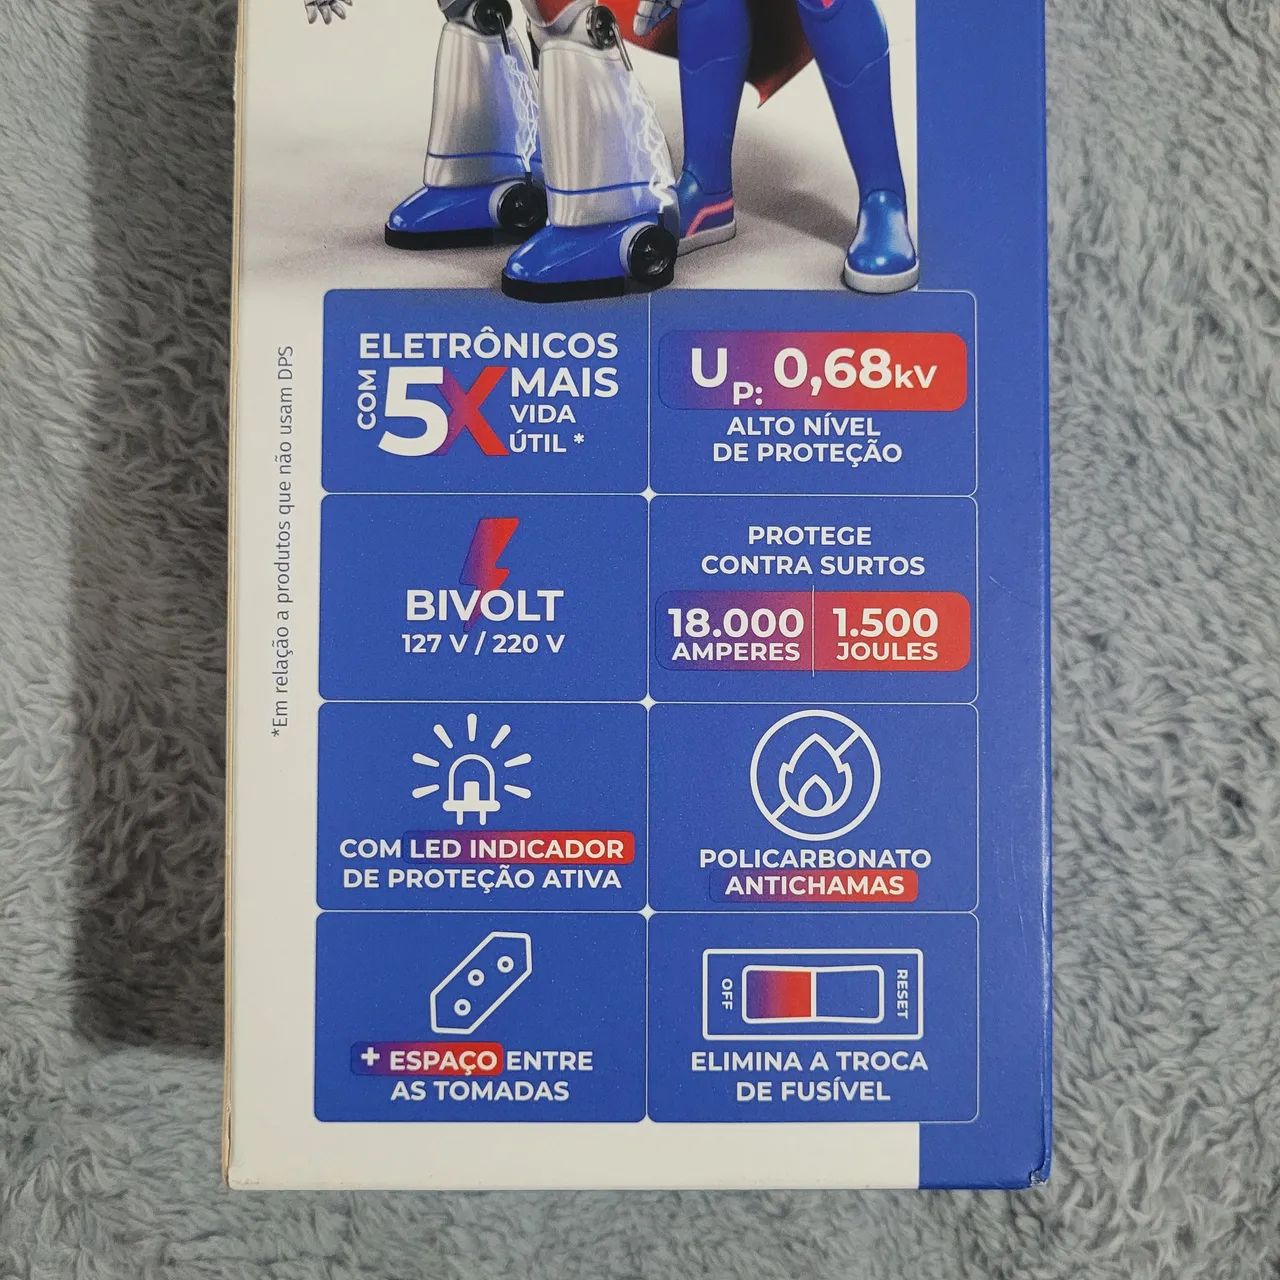 ELETRÔNICOS
COM 5X MAIS
VIDA
ÚTIL *
UP: 0,68kV
ALTO NÍVEL
DE PROTEÇÃO
BIVOLT
127 V / 220 V
PROTEGE
CONTRA SURTOS
18.000 1.500
AMPERES JOULES
COM LED INDICADOR
DE PROTEÇÃO ATIVA
POLICARBONATO
ANTICHAMAS
+ ESPAÇO ENTRE
AS TOMADAS
OFF RESET
ELIMINA A TROCA
DE FUSÍVEL
*Em relação a produtos que não usam DPS